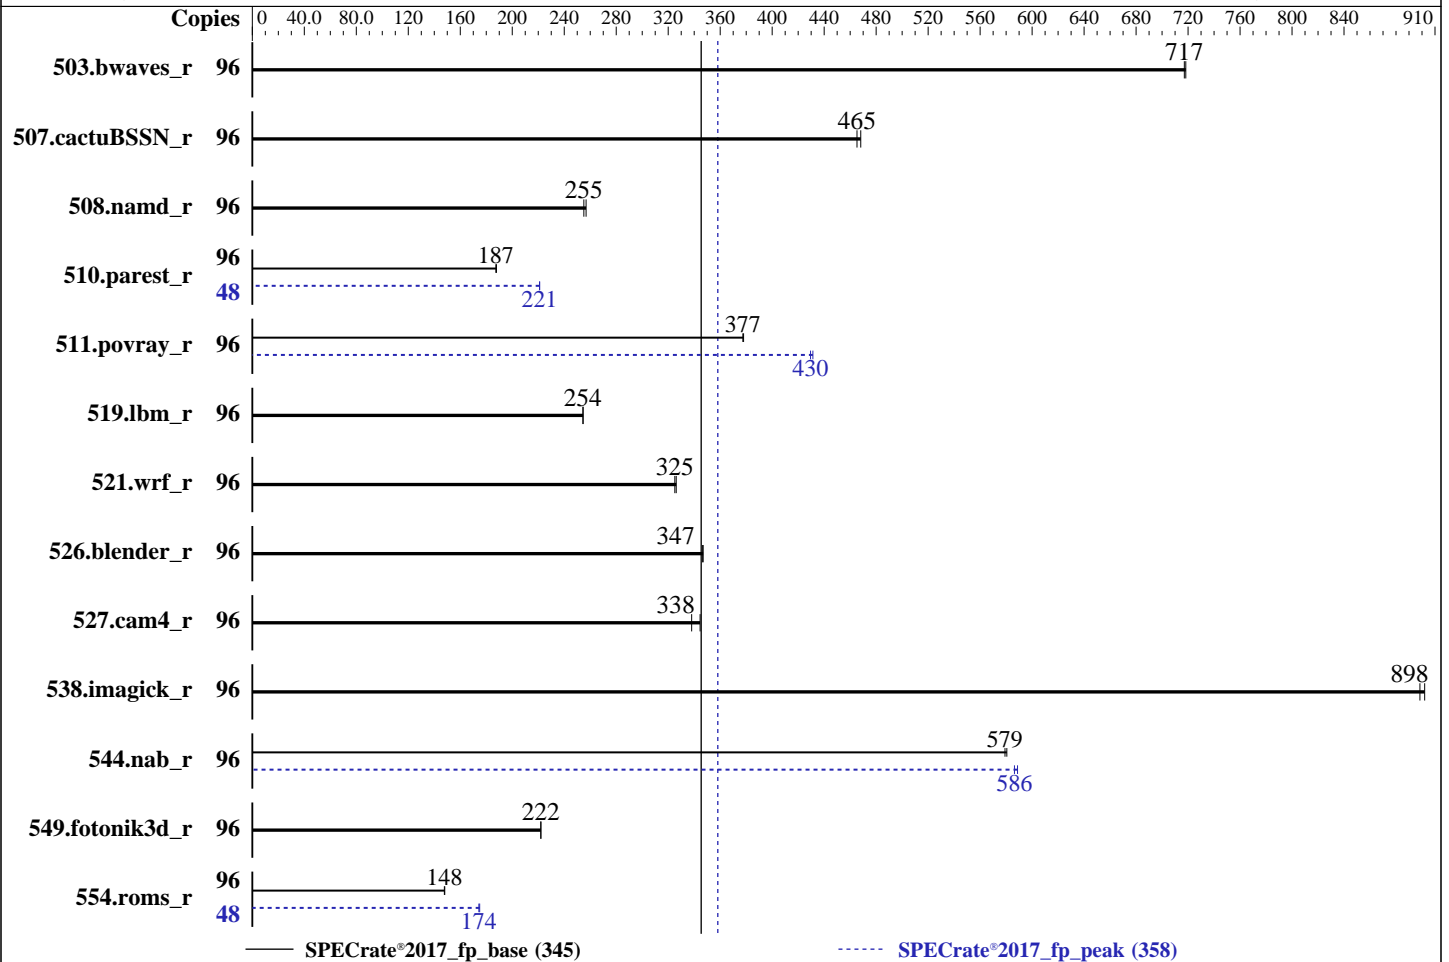 Copies 0 40.0 80.0 120 160 200 240 280 320 360 400 440 480 520 560 600 640 680 720 760 800 840 910
717
503.bwaves_r 96
465
507.cactuBSSN_r 96
255
508.namd_r 96
96 187
510.parest_r
48 221
377
511.povray_r 96
430
254
519.lbm_r 96
325
521.wrf_r 96
347
526.blender_r 96
338
527.cam4_r 96
898
538.imagick_r 96
579
544.nab_r 96
586
222
549.fotonik3d_r 96
96 148
554.roms_r
48 174
SPECrate®2017_fp_base (345) SPECrate®2017_fp_peak (358)